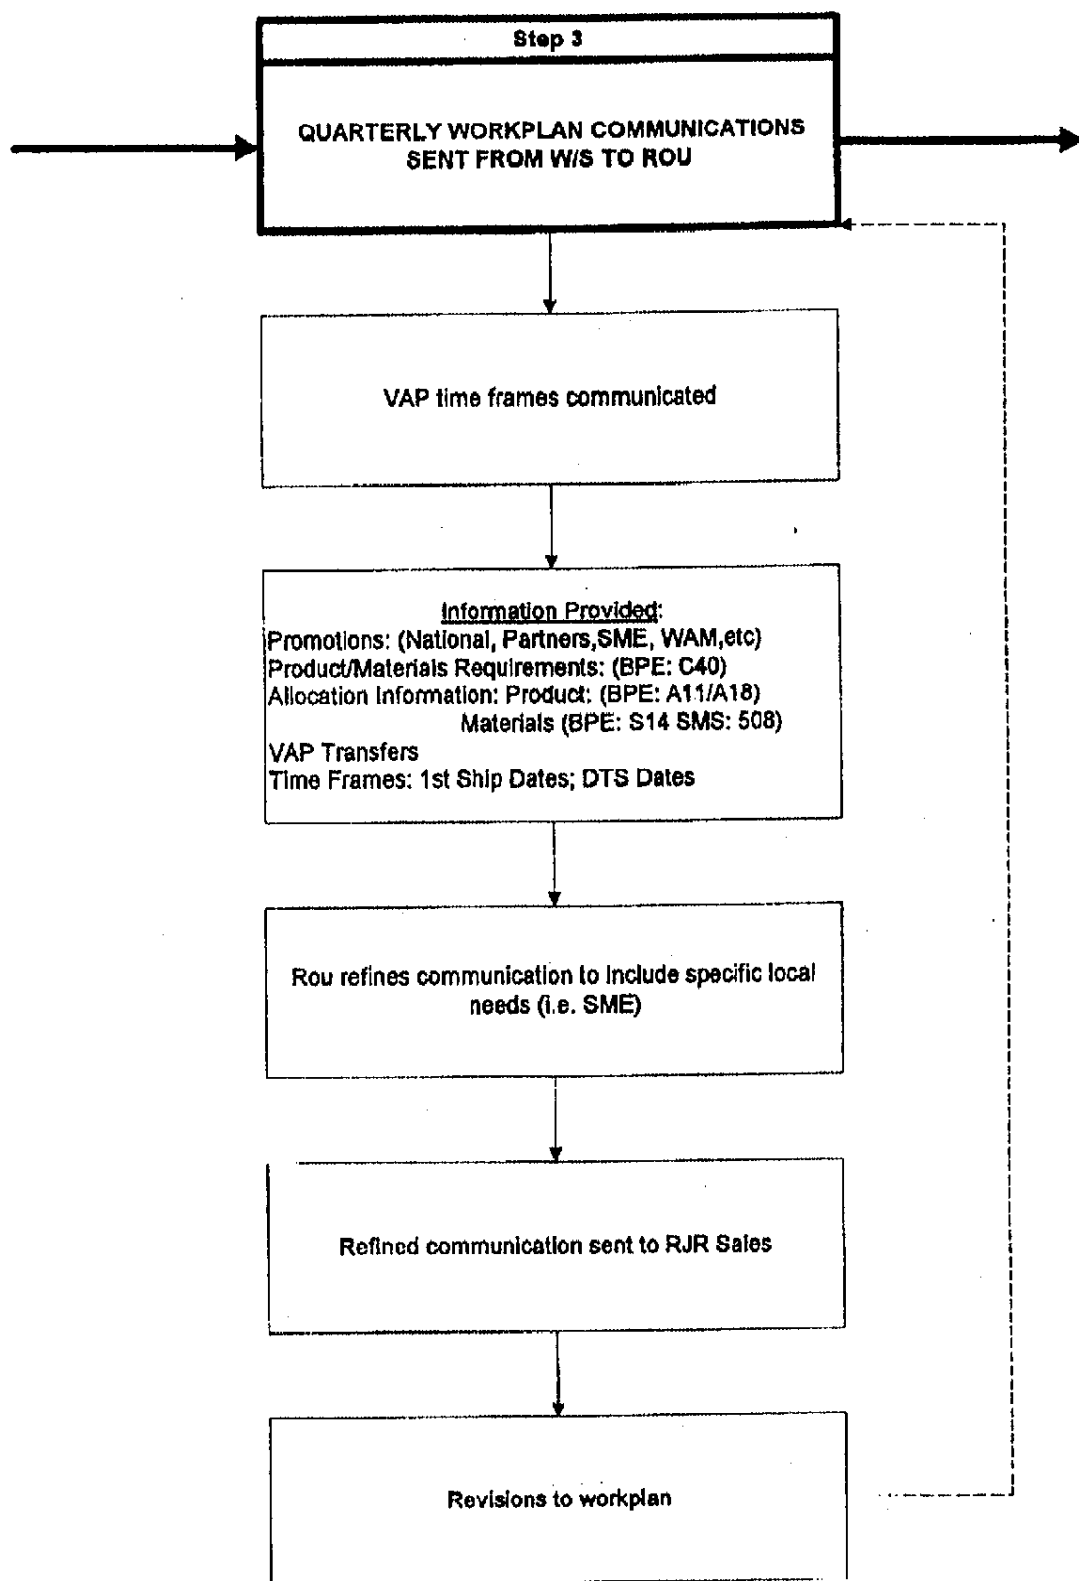 Step 3
QUARTERLY WORKPLAN COMMUNICATIONS
SENT FROM W/S TO ROU
VAP time frames communicated
Information Provided:
Promotions: (National, Partners,SME, WAM,etc)
Product/Materials Requirements: (BPE: C40)
Allocation Information: Product: (BPE: A11/A18)
Materials (BPE: S14 SMS: 508)
VAP Transfers
Time Frames: 1st Ship Dates; DTS Dates
Rou refines communication to include specific local
needs (i.e. SME)
Refined communication sent to RJR Sales
Revisions to workplan